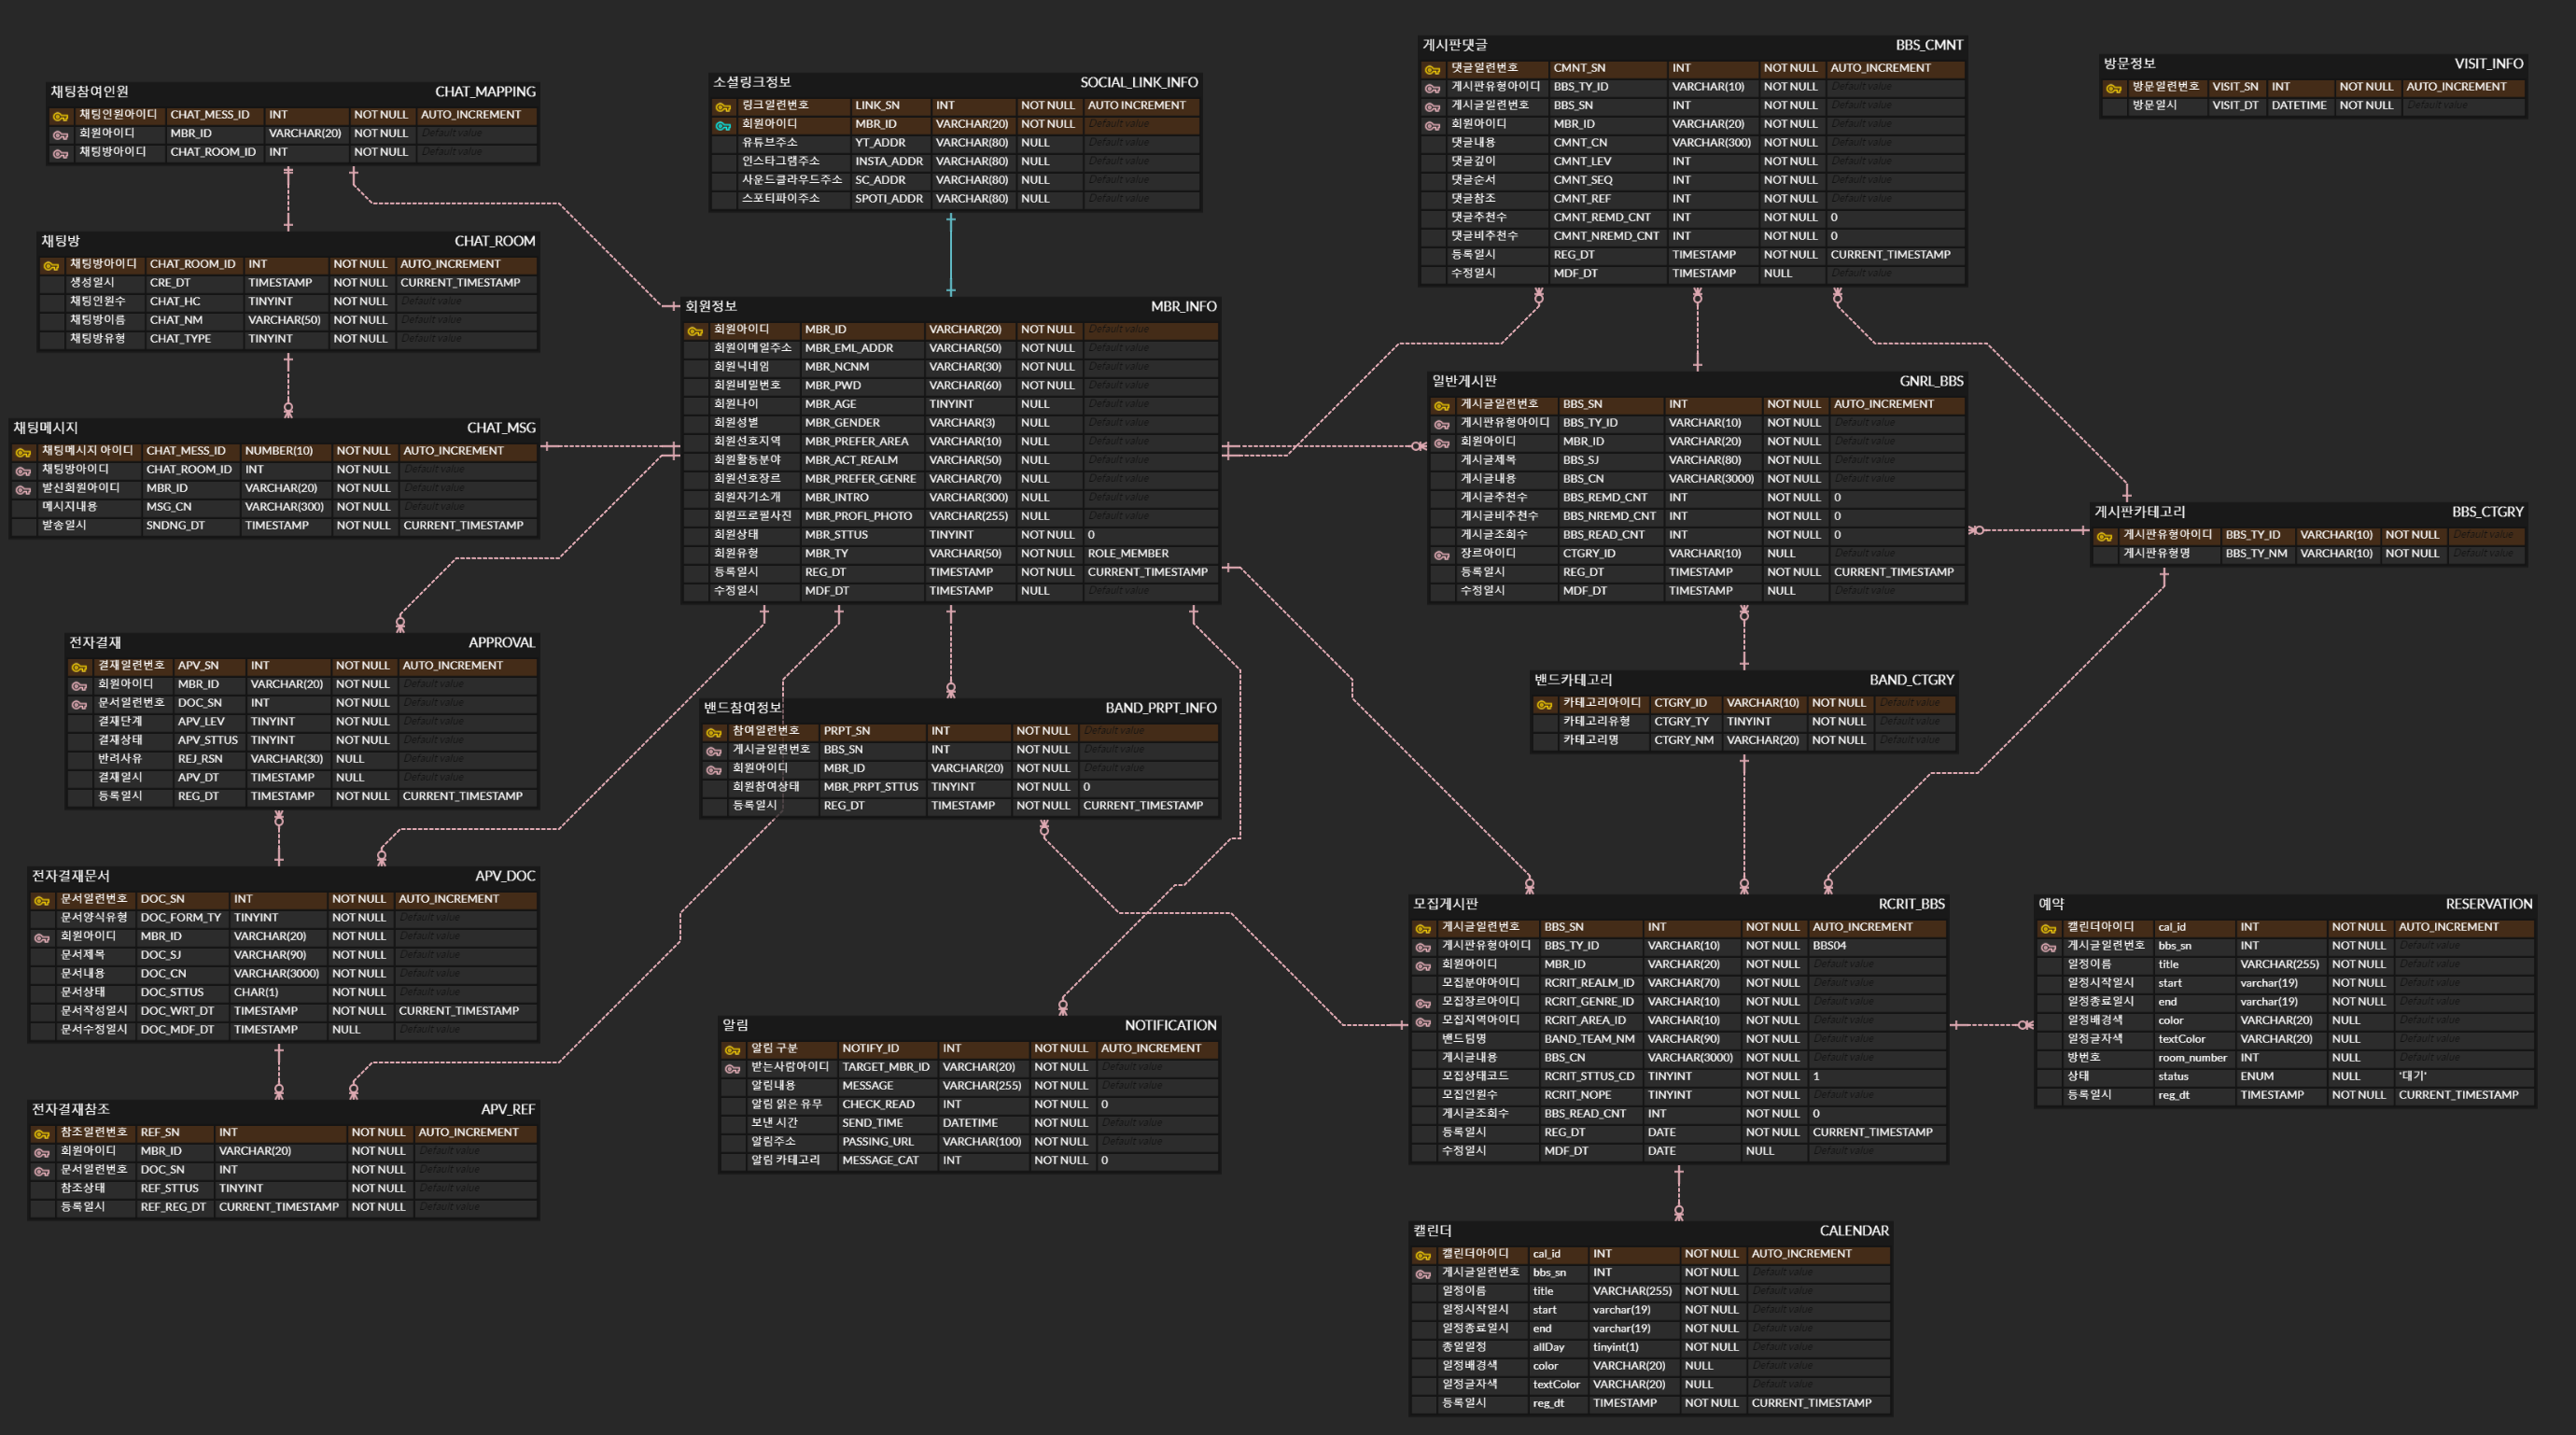 채팅참여인원 CHAT_MAPPING
채팅인원아이디 CHAT_MESS_ID INT NOT NULL AUTO_INCREMENT
회원아이디 MBR_ID VARCHAR(20) NOT NULL Default value
채팅방아이디 CHAT_ROOM_ID INT NOT NULL Default value
채팅방 CHAT_ROOM
채팅방아이디 CHAT_ROOM_ID INT NOT NULL AUTO_INCREMENT
생성일시 CRE_DT TIMESTAMP NOT NULL CURRENT_TIMESTAMP
채팅인원수 CHAT_HC TINYINT NOT NULL Default value
채팅방이름 CHAT_NM VARCHAR(50) NOT NULL Default value
채팅방유형 CHAT_TYPE TINYINT NOT NULL Default value
채팅메시지 CHAT_MSG
채팅메시지 아이디 CHAT_MESS_ID NUMBER(10) NOT NULL AUTO_INCREMENT
채팅방아이디 CHAT_ROOM_ID INT NOT NULL Default value
발신회원아이디 MBR_ID VARCHAR(20) NOT NULL Default value
메시지내용 MSG_CN VARCHAR(300) NOT NULL Default value
발송일시 SNDNG_DT TIMESTAMP NOT NULL CURRENT_TIMESTAMP
전자결재 APPROVAL
결재일련번호 APV_SN INT NOT NULL AUTO_INCREMENT
회원아이디 MBR_ID VARCHAR(20) NOT NULL Default value
문서일련번호 DOC_SN INT NOT NULL Default value
결재단계 APV_LEV TINYINT NOT NULL Default value
결재상태 APV_STTUS TINYINT NOT NULL Default value
반려사유 REJ_RSN VARCHAR(30) NULL Default value
결재일시 APV_DT TIMESTAMP NULL Default value
등록일시 REG_DT TIMESTAMP NOT NULL CURRENT_TIMESTAMP
전자결재문서 APV_DOC
문서일련번호 DOC_SN INT NOT NULL AUTO_INCREMENT
문서양식유형 DOC_FORM_TY TINYINT NOT NULL Default value
회원아이디 MBR_ID VARCHAR(20) NOT NULL Default value
문서제목 DOC_SJ VARCHAR(90) NOT NULL Default value
문서내용 DOC_CN VARCHAR(3000) NOT NULL Default value
문서상태 DOC_STTUS CHAR(1) NOT NULL Default value
문서작성일시 DOC_WRT_DT TIMESTAMP NOT NULL CURRENT_TIMESTAMP
문서수정일시 DOC_MDF_DT TIMESTAMP NULL Default value
전자결재참조 APV_REF
참조일련번호 REF_SN INT NOT NULL AUTO_INCREMENT
회원아이디 MBR_ID VARCHAR(20) NOT NULL Default value
문서일련번호 DOC_SN INT NOT NULL Default value
참조상태 REF_STTUS TINYINT NOT NULL Default value
등록일시 REF_REG_DT CURRENT_TIMESTAMP NOT NULL Default value
소셜링크정보 SOCIAL_LINK_INFO
링크일련번호 LINK_SN INT NOT NULL AUTO INCREMENT
회원아이디 MBR_ID VARCHAR(20) NOT NULL Default value
유튜브주소 YT_ADDR VARCHAR(80) NULL Default value
인스타그램주소 INSTA_ADDR VARCHAR(80) NULL Default value
사운드클라우드주소 SC_ADDR VARCHAR(80) NULL Default value
스포티파이주소 SPOTI_ADDR VARCHAR(80) NULL Default value
회원정보 MBR_INFO
회원아이디 MBR_ID VARCHAR(20) NOT NULL Default value
회원이메일주소 MBR_EML_ADDR VARCHAR(50) NOT NULL Default value
회원닉네임 MBR_NCNM VARCHAR(30) NOT NULL Default value
회원비밀번호 MBR_PWD VARCHAR(60) NOT NULL Default value
회원나이 MBR_AGE TINYINT NULL Default value
회원성별 MBR_GENDER VARCHAR(3) NULL Default value
회원선호지역 MBR_PREFER_AREA VARCHAR(10) NULL Default value
회원활동분야 MBR_ACT_REALM VARCHAR(50) NULL Default value
회원선호장르 MBR_PREFER_GENRE VARCHAR(70) NULL Default value
회원자기소개 MBR_INTRO VARCHAR(300) NULL Default value
회원프로필사진 MBR_PROFL_PHOTO VARCHAR(255) NULL Default value
회원상태 MBR_STTUS TINYINT NOT NULL 0
회원유형 MBR_TY VARCHAR(50) NOT NULL ROLE_MEMBER
등록일시 REG_DT TIMESTAMP NOT NULL CURRENT_TIMESTAMP
수정일시 MDF_DT TIMESTAMP NULL Default value
밴드참여정보 BAND_PRPT_INFO
참여일련번호 PRPT_SN INT NOT NULL Default value
게시글일련번호 BBS_SN INT NOT NULL Default value
회원아이디 MBR_ID VARCHAR(20) NOT NULL Default value
회원참여상태 MBR_PRPT_STTUS TINYINT NOT NULL 0
등록일시 REG_DT TIMESTAMP NOT NULL CURRENT_TIMESTAMP
알림 NOTIFICATION
알림 구분 NOTIFY_ID INT NOT NULL AUTO_INCREMENT
받는사람아이디 TARGET_MBR_ID VARCHAR(20) NOT NULL Default value
알림내용 MESSAGE VARCHAR(255) NOT NULL Default value
알림 읽은 유무 CHECK_READ INT NOT NULL 0
보낸 시간 SEND_TIME DATETIME NOT NULL Default value
알림주소 PASSING_URL VARCHAR(100) NOT NULL Default value
알림 카테고리 MESSAGE_CAT INT NOT NULL 0
게시판댓글 BBS_CMNT
댓글일련번호 CMNT_SN INT NOT NULL AUTO_INCREMENT
게시판유형아이디 BBS_TY_ID VARCHAR(10) NOT NULL Default value
게시글일련번호 BBS_SN INT NOT NULL Default value
회원아이디 MBR_ID VARCHAR(20) NOT NULL Default value
댓글내용 CMNT_CN VARCHAR(300) NOT NULL Default value
댓글깊이 CMNT_LEV INT NOT NULL Default value
댓글순서 CMNT_SEQ INT NOT NULL Default value
댓글참조 CMNT_REF INT NOT NULL Default value
댓글추천수 CMNT_REMD_CNT INT NOT NULL 0
댓글비추천수 CMNT_NREMD_CNT INT NOT NULL 0
등록일시 REG_DT TIMESTAMP NOT NULL CURRENT_TIMESTAMP
수정일시 MDF_DT TIMESTAMP NULL Default value
일반게시판 GNRL_BBS
게시글일련번호 BBS_SN INT NOT NULL AUTO_INCREMENT
게시판유형아이디 BBS_TY_ID VARCHAR(10) NOT NULL Default value
회원아이디 MBR_ID VARCHAR(20) NOT NULL Default value
게시글제목 BBS_SJ VARCHAR(80) NOT NULL Default value
게시글내용 BBS_CN VARCHAR(3000) NOT NULL Default value
게시글추천수 BBS_REMD_CNT INT NOT NULL 0
게시글비추천수 BBS_NREMD_CNT INT NOT NULL 0
게시글조회수 BBS_READ_CNT INT NOT NULL 0
장르아이디 CTGRY_ID VARCHAR(10) NULL Default value
등록일시 REG_DT TIMESTAMP NOT NULL CURRENT_TIMESTAMP
수정일시 MDF_DT TIMESTAMP NULL Default value
밴드카테고리 BAND_CTGRY
카테고리아이디 CTGRY_ID VARCHAR(10) NOT NULL Default value
카테고리유형 CTGRY_TY TINYINT NOT NULL Default value
카테고리명 CTGRY_NM VARCHAR(20) NOT NULL Default value
모집게시판 RCRIT_BBS
게시글일련번호 BBS_SN INT NOT NULL AUTO_INCREMENT
게시판유형아이디 BBS_TY_ID VARCHAR(10) NOT NULL BBS04
회원아이디 MBR_ID VARCHAR(20) NOT NULL Default value
모집분야아이디 RCRIT_REALM_ID VARCHAR(70) NOT NULL Default value
모집장르아이디 RCRIT_GENRE_ID VARCHAR(10) NOT NULL Default value
모집지역아이디 RCRIT_AREA_ID VARCHAR(10) NOT NULL Default value
밴드팀명 BAND_TEAM_NM VARCHAR(90) NOT NULL Default value
게시글내용 BBS_CN VARCHAR(3000) NOT NULL Default value
모집상태코드 RCRIT_STTUS_CD TINYINT NOT NULL 1
모집인원수 RCRIT_NOPE TINYINT NOT NULL Default value
게시글조회수 BBS_READ_CNT INT NOT NULL 0
등록일시 REG_DT DATE NOT NULL CURRENT_TIMESTAMP
수정일시 MDF_DT DATE NULL Default value
캘린더 CALENDAR
캘린더아이디 cal_id INT NOT NULL AUTO_INCREMENT
게시글일련번호 bbs_sn INT NOT NULL Default value
일정이름 title VARCHAR(255) NOT NULL Default value
일정시작일시 start varchar(19) NOT NULL Default value
일정종료일시 end varchar(19) NOT NULL Default value
종일일정 allDay tinyint(1) NOT NULL Default value
일정배경색 color VARCHAR(20) NULL Default value
일정글자색 textColor VARCHAR(20) NULL Default value
등록일시 reg_dt TIMESTAMP NOT NULL CURRENT_TIMESTAMP
방문정보 VISIT_INFO
방문일련번호 VISIT_SN INT NOT NULL AUTO_INCREMENT
방문일시 VISIT_DT DATETIME NOT NULL Default value
게시판카테고리 BBS_CTGRY
게시판유형아이디 BBS_TY_ID VARCHAR(10) NOT NULL Default value
게시판유형명 BBS_TY_NM VARCHAR(10) NOT NULL Default value
예약 RESERVATION
캘린더아이디 cal_id INT NOT NULL AUTO_INCREMENT
게시글일련번호 bbs_sn INT NOT NULL Default value
일정이름 title VARCHAR(255) NOT NULL Default value
일정시작일시 start varchar(19) NOT NULL Default value
일정종료일시 end varchar(19) NOT NULL Default value
일정배경색 color VARCHAR(20) NULL Default value
일정글자색 textColor VARCHAR(20) NULL Default value
방번호 room_number INT NULL Default value
상태 status ENUM NULL '대기'
등록일시 reg_dt TIMESTAMP NOT NULL CURRENT_TIMESTAMP